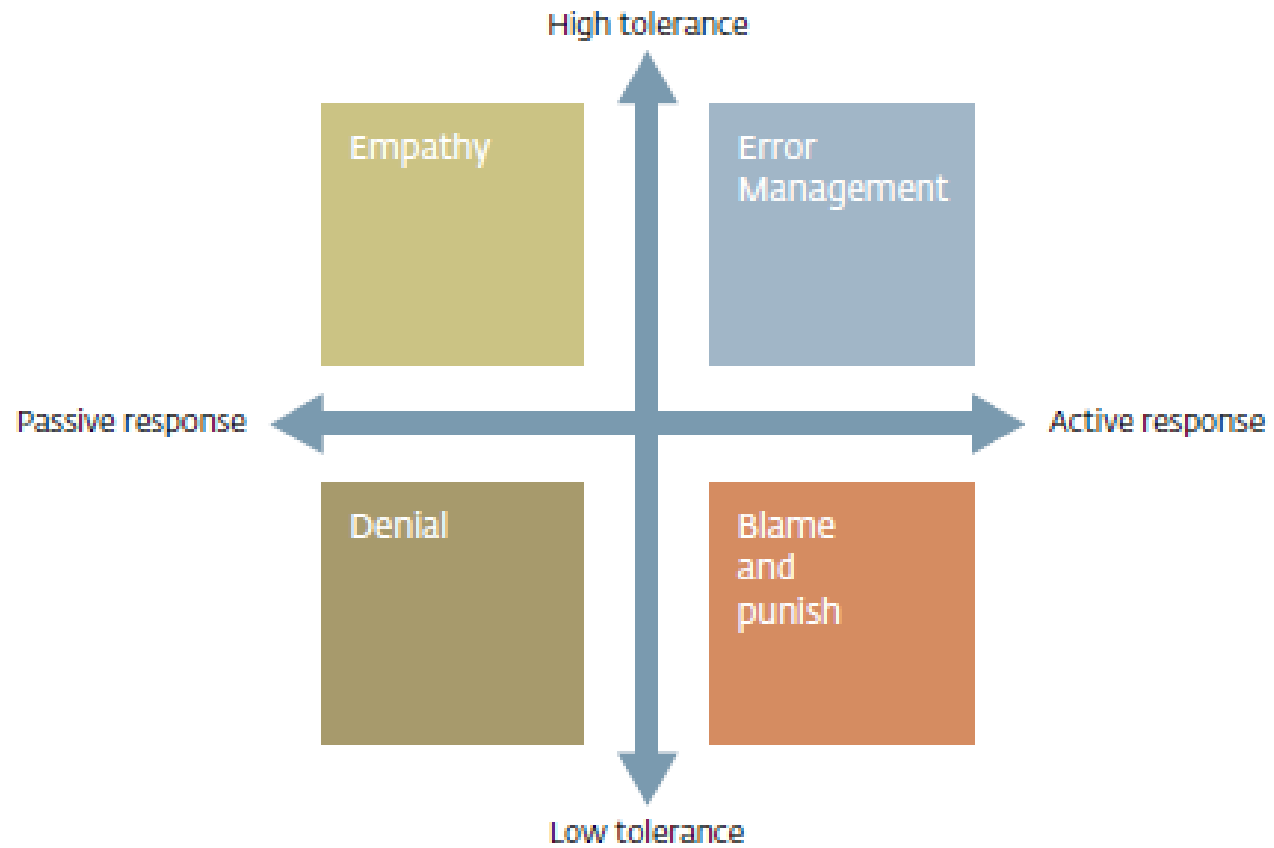 High tolerance
Empathy
Error
Management
Passive response
Active response
Denial
Blame
and
punish
Low tolerance